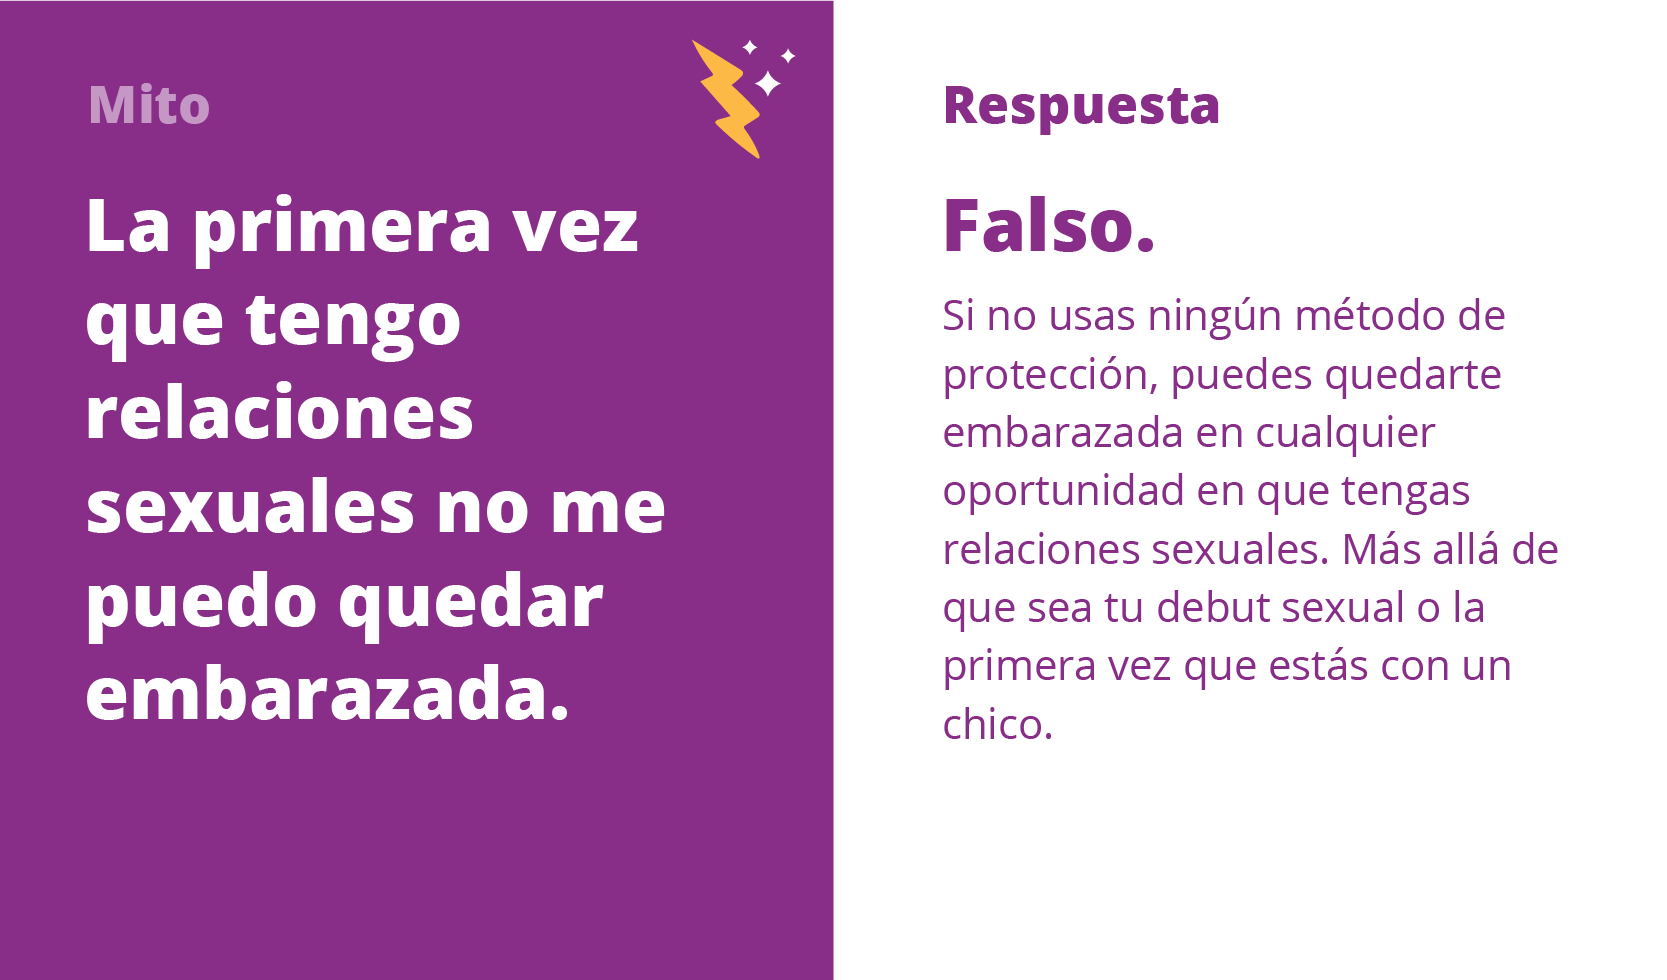 Mito
La primera vez
que tengo
relaciones
sexuales no me
puedo quedar
embarazada.
Respuesta
Falso.
Si no usas ningún método de
protección, puedes quedarte
embarazada en cualquier
oportunidad en que tengas
relaciones sexuales. Más allá de
que sea tu debut sexual o la
primera vez que estás con un
chico.